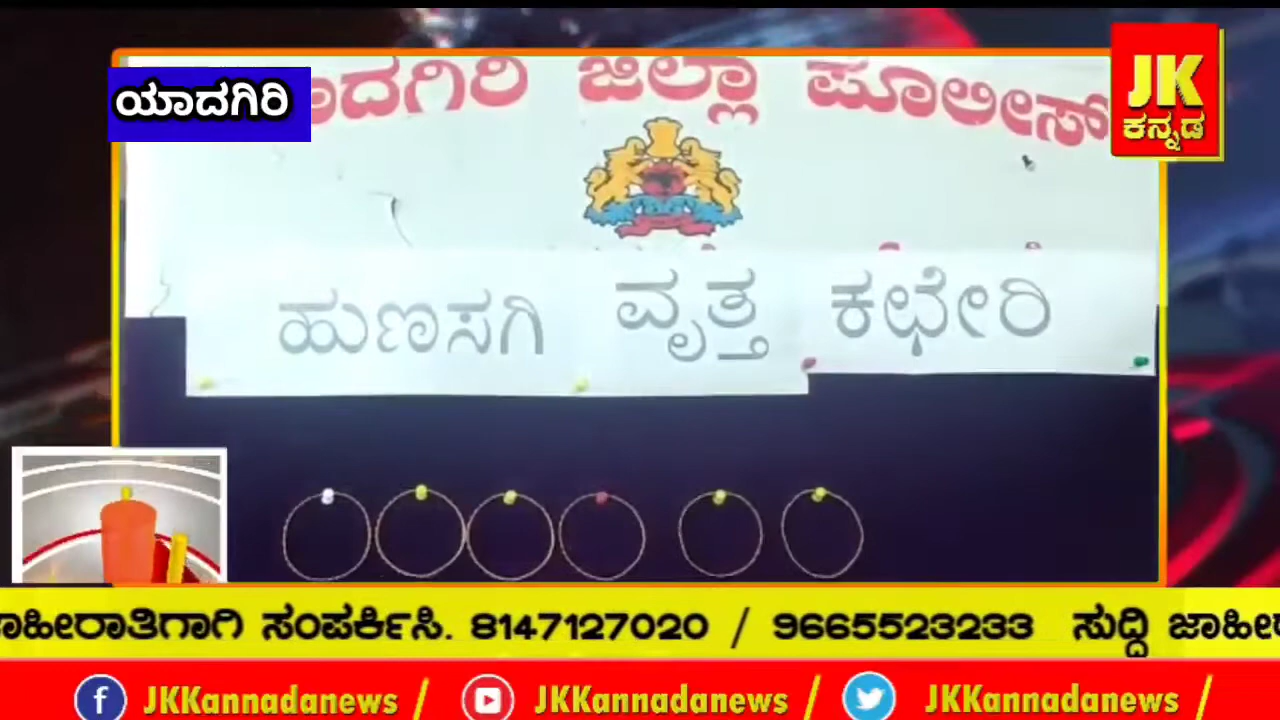 ಯಾದಗಿರಿ
ಯಾದಗಿರಿ ಜಿಲ್ಲಾ ಪೊಲೀಸ್
JK
ಕನ್ನಡ
ಹುಣಸಗಿ ವೃತ್ತ ಕಛೇರಿ
ಜಾಹೀರಾತಿಗಾಗಿ ಸಂಪರ್ಕಿಸಿ. 8147127020 / 9665523233 ಸುದ್ದಿ ಜಾಹೀರ
JKKannadanews / JKKannadanews / JKKannadanews /